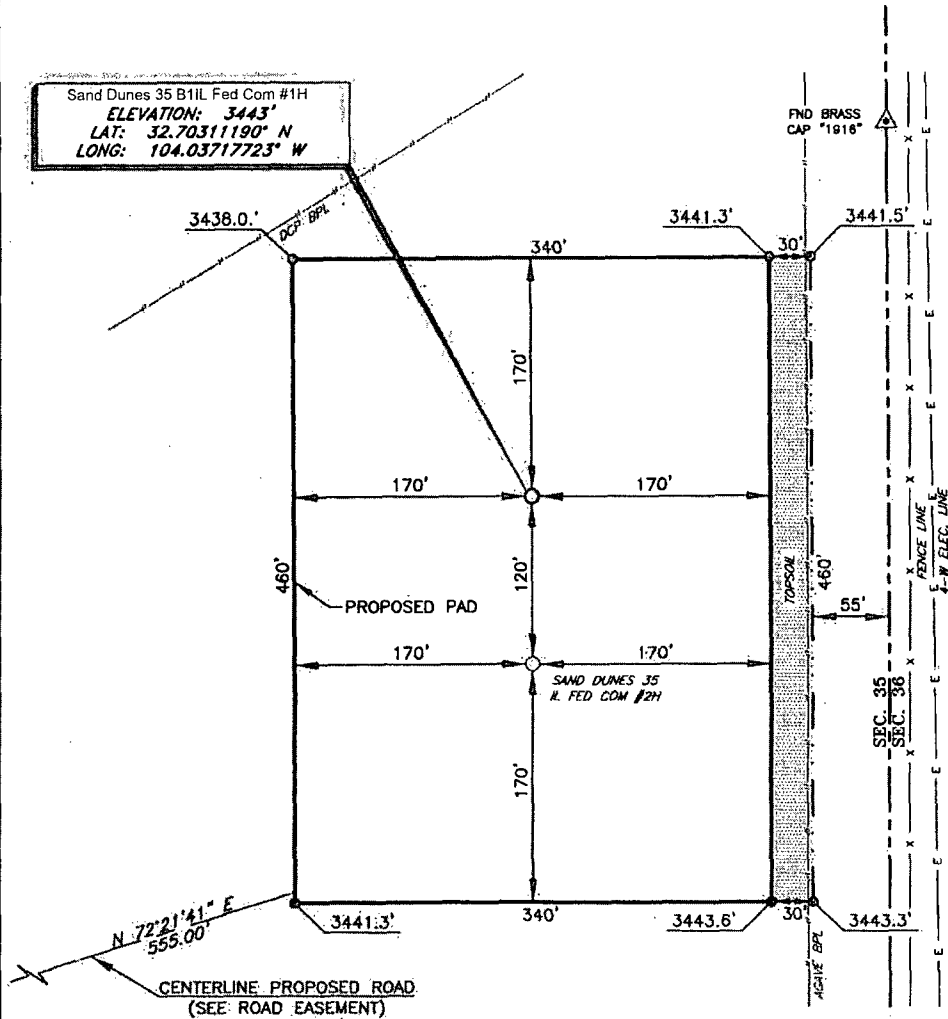 Sand Dunes 35 B1IL Fed Com #1H
ELEVATION: 3443'
LAT: 32.70311190° N
LONG: 104.03717723° W
FND BRASS
CAP "1916"
DCP BPL
3438.0.'
340'
3441.3'
30'
3441.5'
170'
170'
170'
120'
460'
PROPOSED PAD
TOPSOIL
460'
55'
FENCE LINE
4-W ELEC. LINE
170'
170'
SAND DUNES 35
IL FED COM #2H
SEC. 35
SEC. 36
170'
N 72°21'41" E
555.00'
3441.3'
340'
3443.6'
30'
3443.3'
AGAVE BPL
CENTERLINE PROPOSED ROAD
(SEE ROAD EASEMENT)
X
X
X
X
X
X
X
X
E
E
E
E
E
E
E
E
E
E